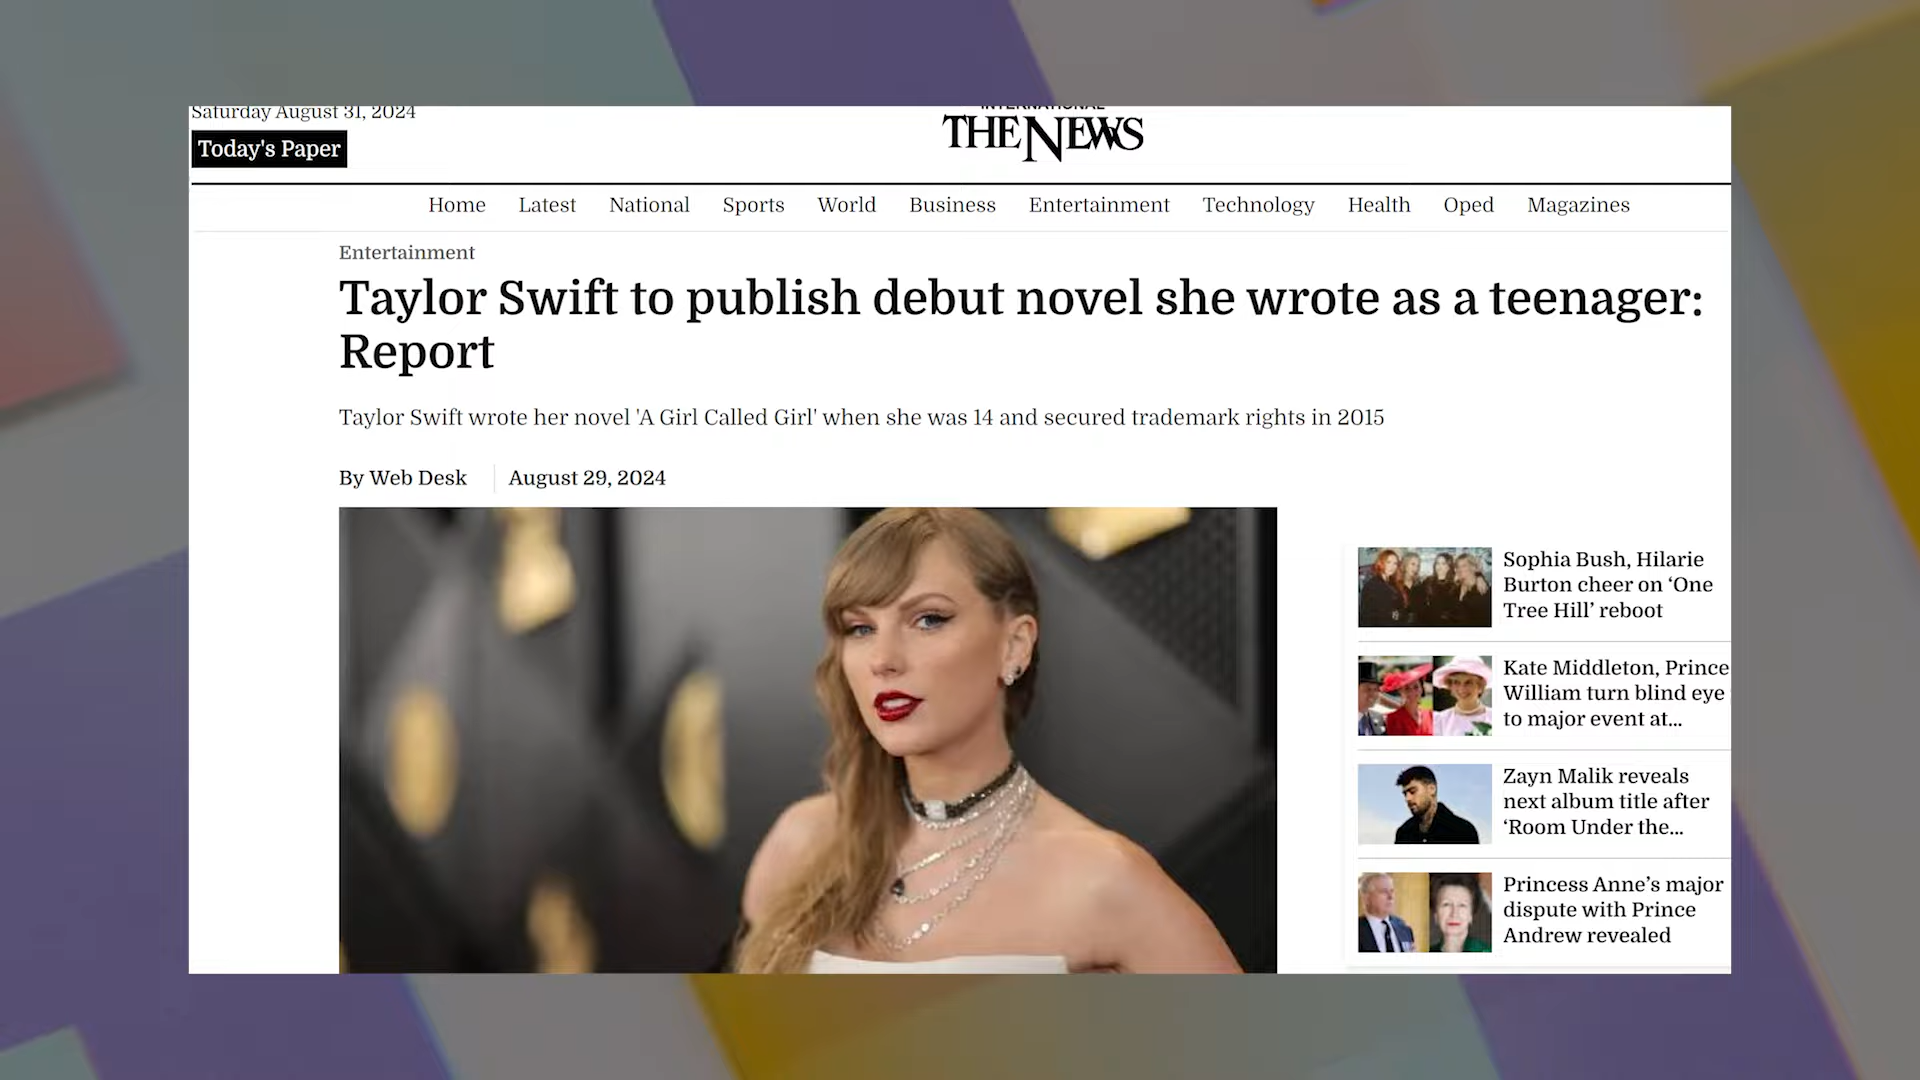 Saturday August 31, 2024
INTERNATIONAL
THE NEWS
Today's Paper
Home Latest National Sports World Business Entertainment Technology Health Oped Magazines
Entertainment
Taylor Swift to publish debut novel she wrote as a teenager:
Report
Taylor Swift wrote her novel 'A Girl Called Girl' when she was 14 and secured trademark rights in 2015
By Web Desk
August 29, 2024
Sophia Bush, Hilarie
Burton cheer on ‘One
Tree Hill’ reboot
Kate Middleton, Prince
William turn blind eye
to major event at...
Zayn Malik reveals
next album title after
‘Room Under the...
Princess Anne’s major
dispute with Prince
Andrew revealed